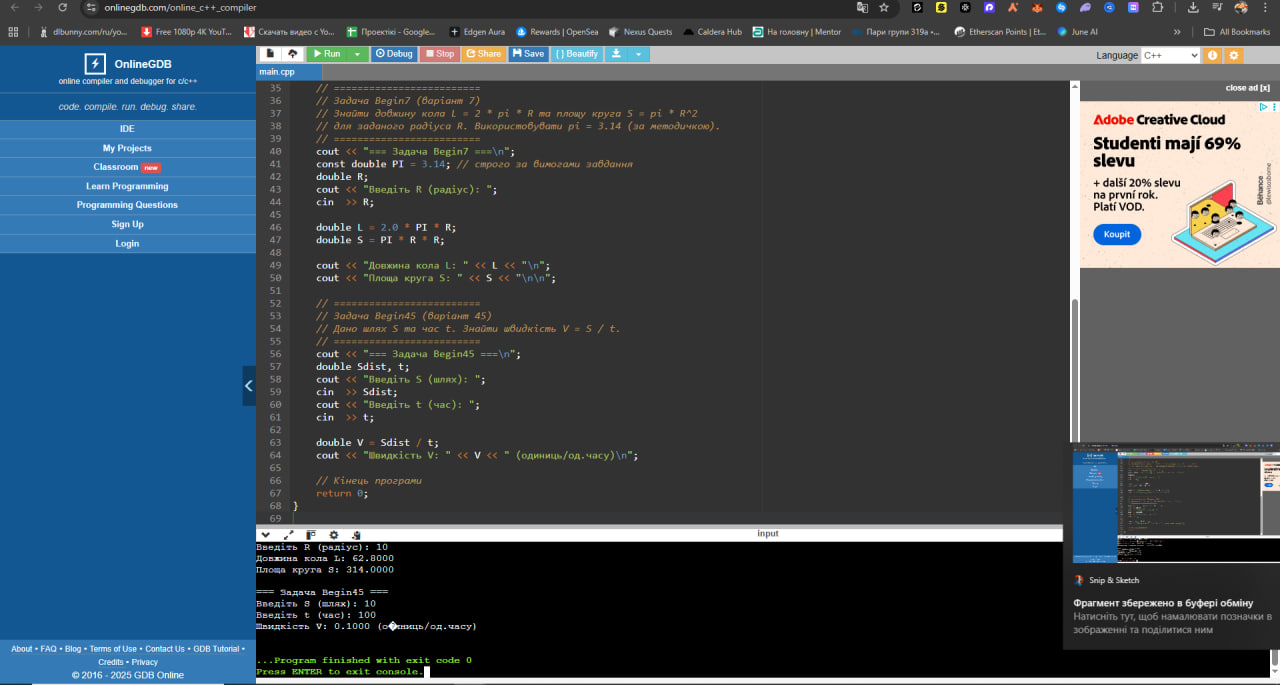 onlinegdb.com/online_c++_compiler
dlbunny.com/ru/yo...
Free 1080p 4K YouT...
Скачать видео с Yo...
Проектікі - Google...
Edgen Aura
Rewards | OpenSea
Nexus Quests
Caldera Hub
На головну | Mentor
Пари групи 319а •...
Etherscan Pointers | Et...
June AI
All Bookmarks
OnlineGDB
online compiler and debugger for c/c++
code. compile. run. debug. share.
IDE
My Projects
Classroom new
Learn Programming
Programming Questions
Sign Up
Login
About • FAQ • Blog • Terms of Use • Contact Us • GDB Tutorial •
Credits • Privacy
© 2016 - 2025 GDB Online
Run Debug Stop Share Save { } Beautify
Language C++
main.cpp
35 // =========================
36 // Задача Begin7 (варіант 7)
37 // Знайти довжину кола L = 2 * pi * R та площу круга S = pi * R^2
38 // для заданого радіуса R. Використовувати pi = 3.14 (за методичкою).
39 // =========================
40 cout << "=== Задача Begin7 ===\n";
41 const double PI = 3.14; // строго за вимогами завдання
42 double R;
43 cout << "Введіть R (радіус): ";
44 cin >> R;
45
46 double L = 2.0 * PI * R;
47 double S = PI * R * R;
48
49 cout << "Довжина кола L: " << L << "\n";
50 cout << "Площа круга S: " << S << "\n\n";
51
52 // =========================
53 // Задача Begin45 (варіант 45)
54 // Дано шлях S та час t. Знайти швидкість V = S / t.
55 // =========================
56 cout << "=== Задача Begin45 ===\n";
57 double Sdist, t;
58 cout << "Введіть S (шлях): ";
59 cin >> Sdist;
60 cout << "Введіть t (час): ";
61 cin >> t;
62
63 double V = Sdist / t;
64 cout << "Швидкість V: " << V << " (одиниць/од.часу)\n";
65
66 // Кінець програми
67 return 0;
68 }
69
input
Введіть R (радіус): 10
Довжина кола L: 62.8000
Площа круга S: 314.0000
=== Задача Begin45 ===
Введіть S (шлях): 10
Введіть t (час): 100
Швидкість V: 0.1000 (о�иниць/од.часу)
...Program finished with exit code 0
Press ENTER to exit console.
close ad [x]
Adobe Creative Cloud
Studenti mají 69%
slevu
+ další 20% slevu
na první rok.
Platí VOD.
Koupit
Behance
Snip & Sketch
Фрагмент збережено в буфері обміну
Натисніть тут, щоб намалювати позначки в
зображенні та поділитися ним